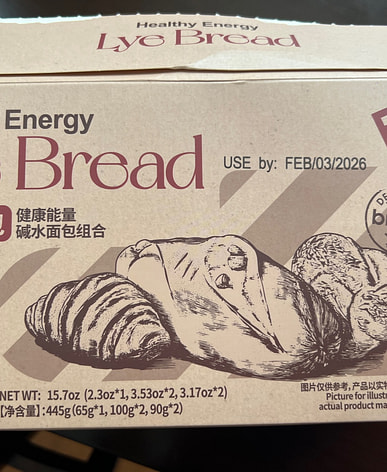 Healthy Energy
Lye Bread
Energy
Bread
USE by: FEB/03/2026
健康能量
碱水面包组合
NET WT: 15.7oz (2.3oz*1, 3.53oz*2, 3.17oz*2)
【净含量】:445g (65g*1, 100g*2, 90g*2)
图片仅供参考,产品以实
Picture for illust
actual product ma